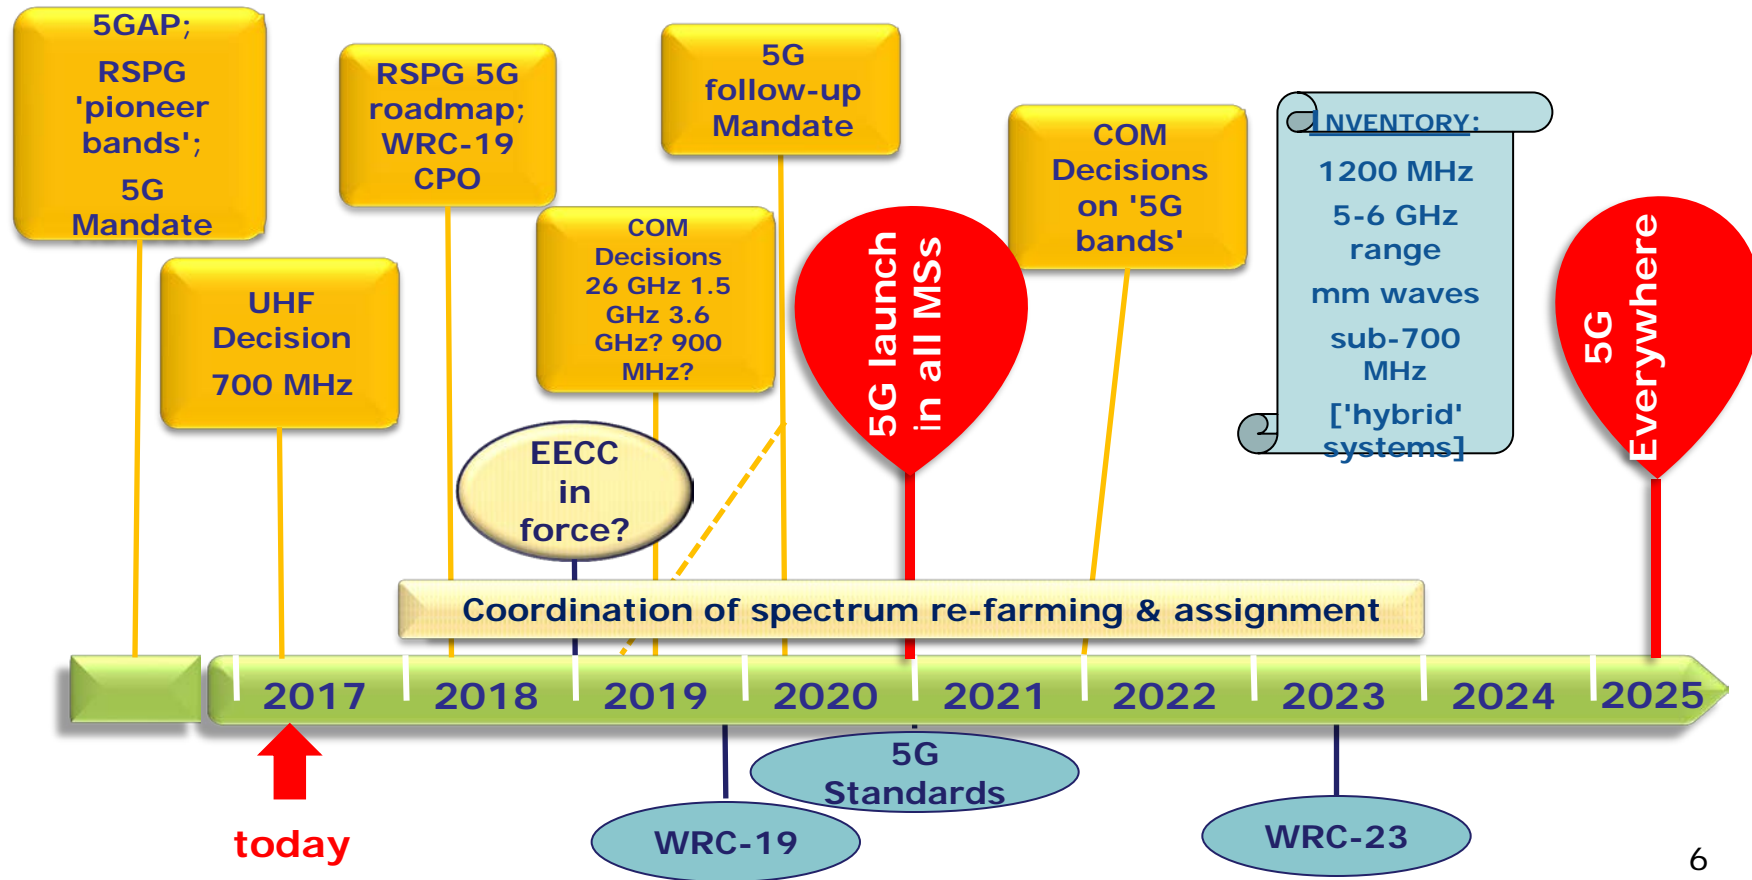 5GAP;
RSPG
'pioneer
bands';
5G
Mandate
UHF
Decision
700 MHz
RSPG 5G
roadmap;
WRC-19
CPO
COM
Decisions
26 GHz 1.5
GHz 3.6
GHz? 900
MHz?
5G
follow-up
Mandate
EECC
in
force?
5G launch
in all MSs
COM
Decisions
on '5G
bands'
INVENTORY:
1200 MHz
5-6 GHz
range
mm waves
sub-700
MHz
['hybrid'
systems]
5G
Everywhere
Coordination of spectrum re-farming & assignment
2017 2018 2019 2020 2021 2022 2023 2024 2025
today
WRC-19
5G
Standards
WRC-23
6